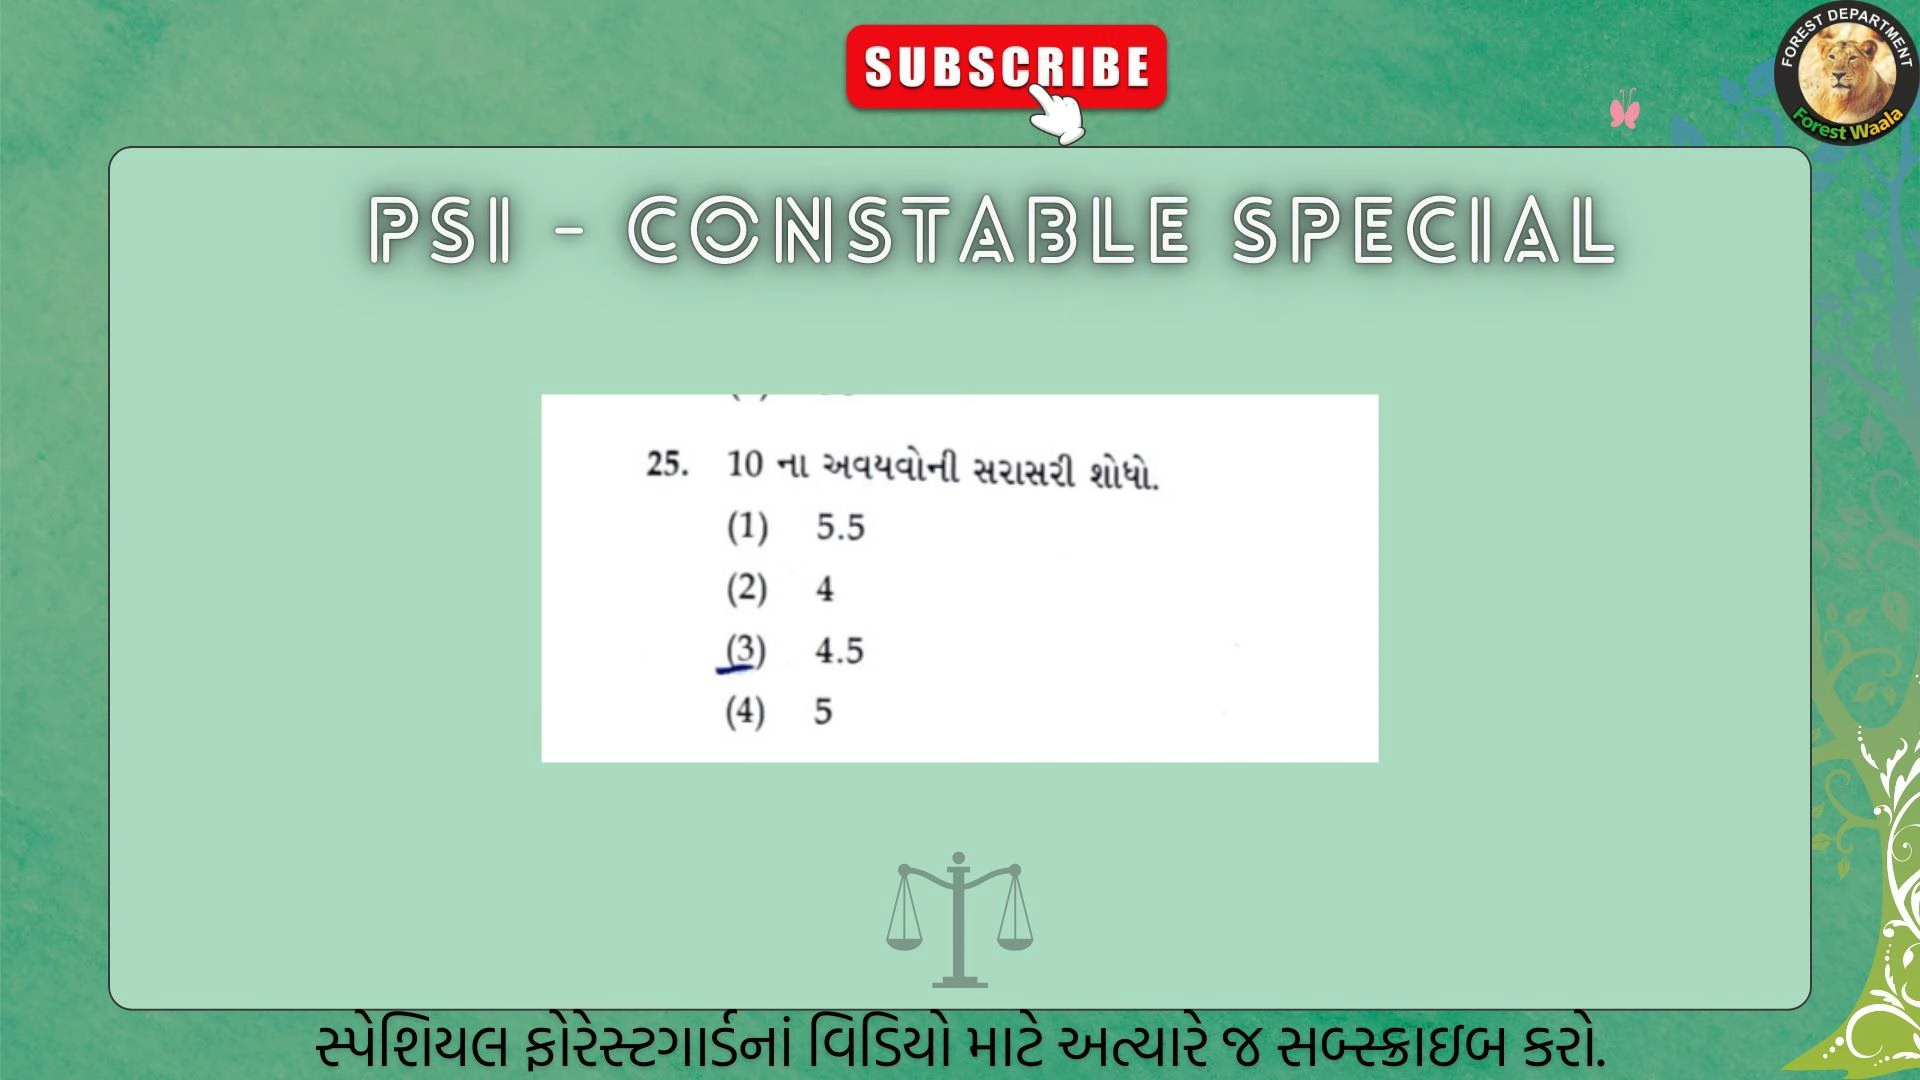 SUBSCRIBE
FOREST DEPARTMENT
Forest Waala
PSI - CONSTABLE SPECIAL
25. 10 ના અવયવોની સરાસરી શોધો.
(1) 5.5
(2) 4
(3) 4.5
(4) 5
સ્પેશિયલ ફોરેસ્ટગાર્ડનાં વિડિયો માટે અત્યારે જ સબ્સ્ક્રાઇબ કરો.